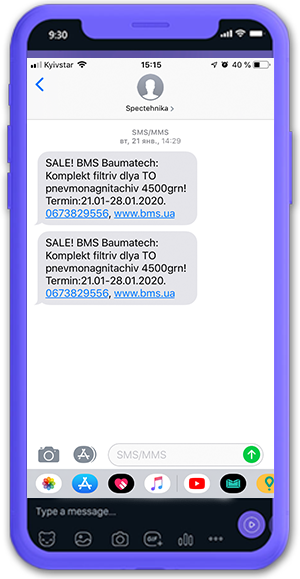 9:30
Kyivstar 15:15 40 %
Spectehnika >
SMS/MMS
вт, 21 янв., 14:29
SALE! BMS Baumatech:
Komplekt filtriv dlya TO
pnevmonagnitachiv 4500grn!
Termin:21.01-28.01.2020.
0673829556, www.bms.ua
SALE! BMS Baumatech:
Komplekt filtriv dlya TO
pnevmonagnitachiv 4500grn!
Termin:21.01-28.01.2020.
0673829556, www.bms.ua
SMS/MMS
Type a message...
GIF